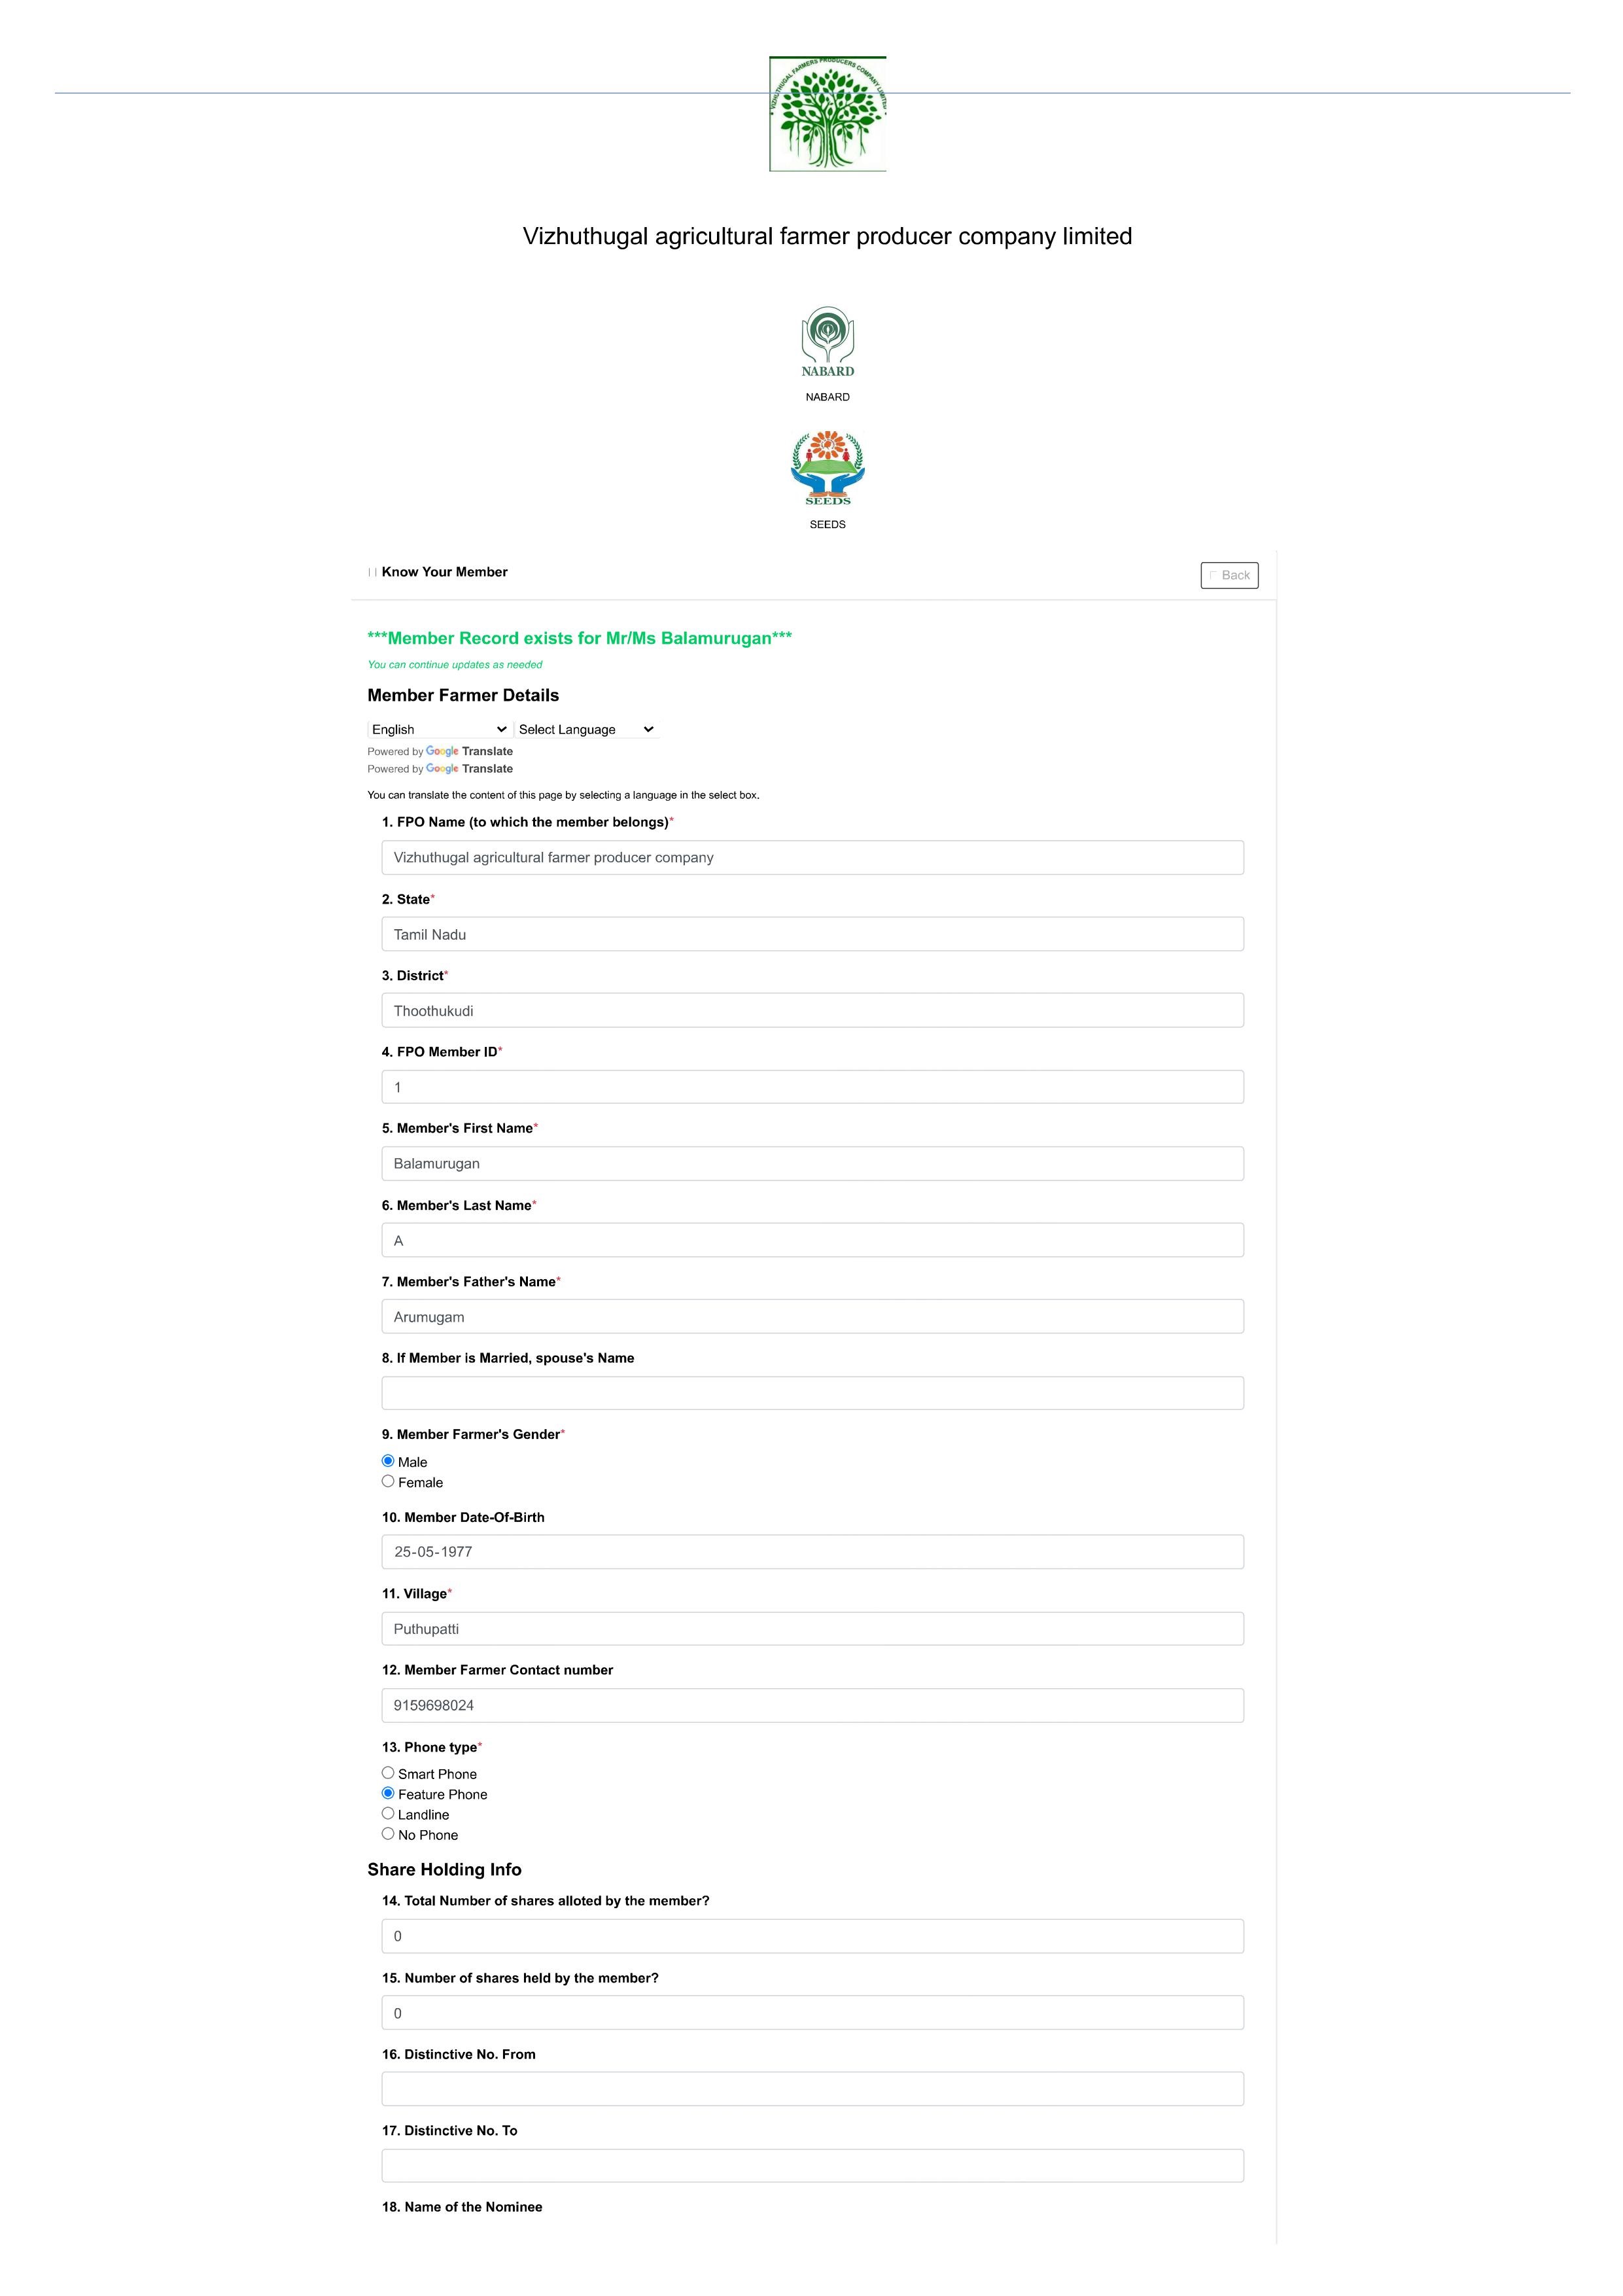 VIZHUTHUGAL FARMERS PRODUCERS COMPANY LIMITED
Vizhuthugal agricultural farmer producer company limited
NABARD
NABARD
SEEDS
SEEDS
Know Your Member
Back
***Member Record exists for Mr/Ms Balamurugan***
You can continue updates as needed
Member Farmer Details
English Select Language
Powered by Google Translate
Powered by Google Translate
You can translate the content of this page by selecting a language in the select box.
1. FPO Name (to which the member belongs)*
Vizhuthugal agricultural farmer producer company
2. State*
Tamil Nadu
3. District*
Thoothukudi
4. FPO Member ID*
1
5. Member's First Name*
Balamurugan
6. Member's Last Name*
A
7. Member's Father's Name*
Arumugam
8. If Member is Married, spouse's Name
9. Member Farmer's Gender*
Male
Female
10. Member Date-Of-Birth
25-05-1977
11. Village*
Puthupatti
12. Member Farmer Contact number
9159698024
13. Phone type*
Smart Phone
Feature Phone
Landline
No Phone
Share Holding Info
14. Total Number of shares alloted by the member?
0
15. Number of shares held by the member?
0
16. Distinctive No. From
17. Distinctive No. To
18. Name of the Nominee